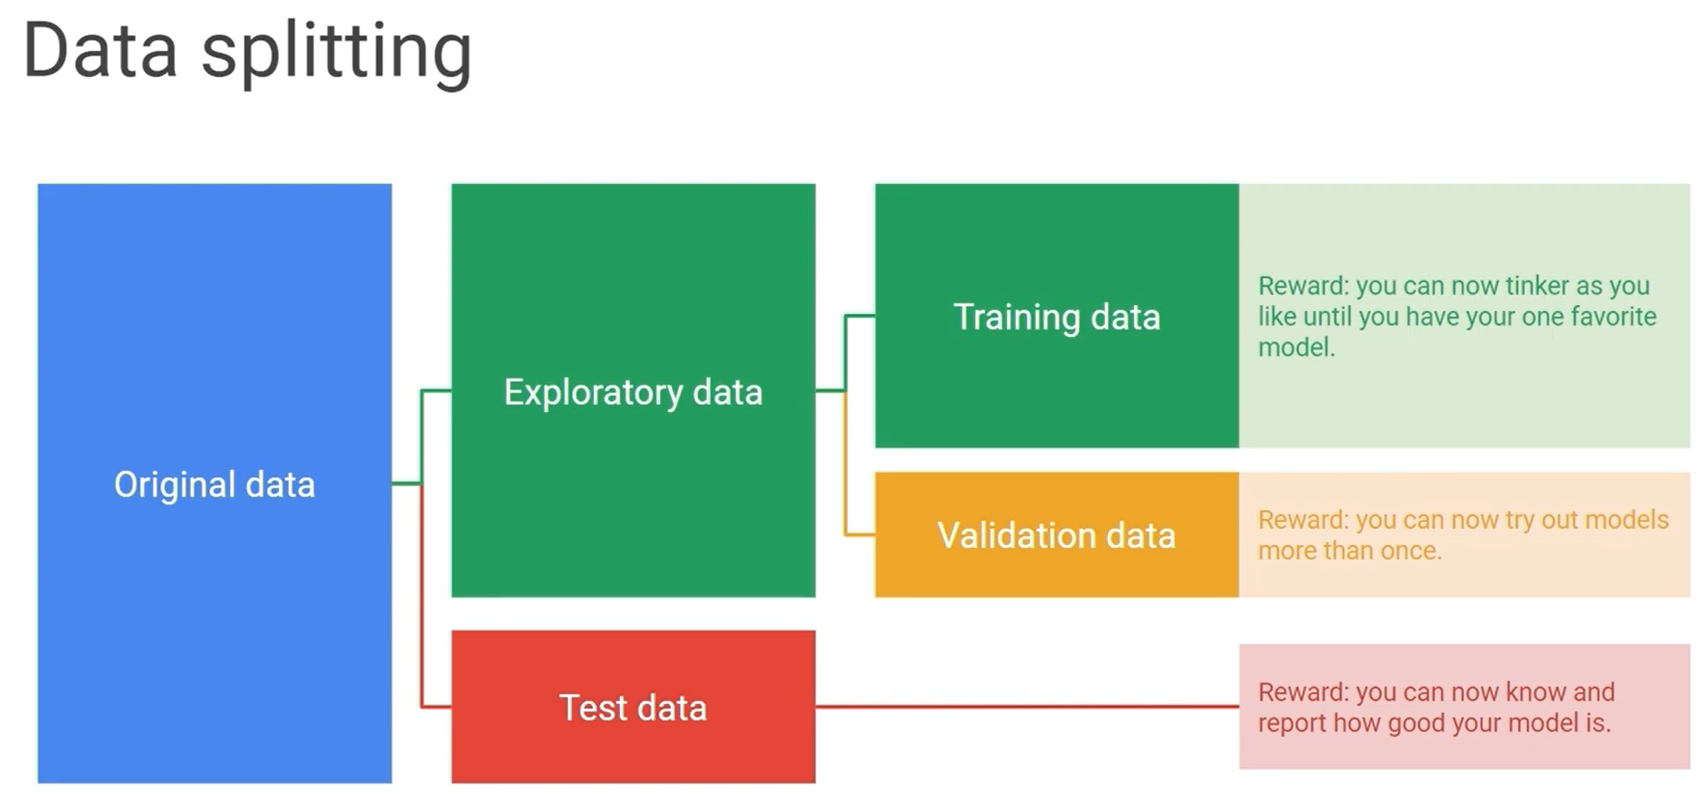 Data splitting
Original data
Exploratory data
Training data
Reward: you can now tinker as you
like until you have your one favorite
model.
Validation data
Reward: you can now try out models
more than once.
Test data
Reward: you can now know and
report how good your model is.